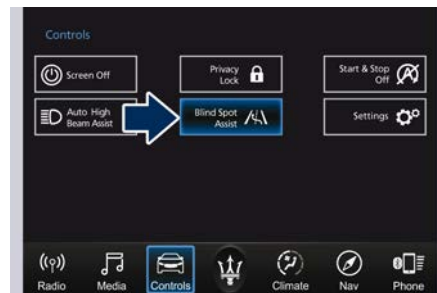 Controls
Screen Off
Privacy
Lock
Start & Stop
Off
Auto High
Beam Assist
Blind Spot
Assist
Settings
Radio
Media
Controls
Climate
Nav
Phone